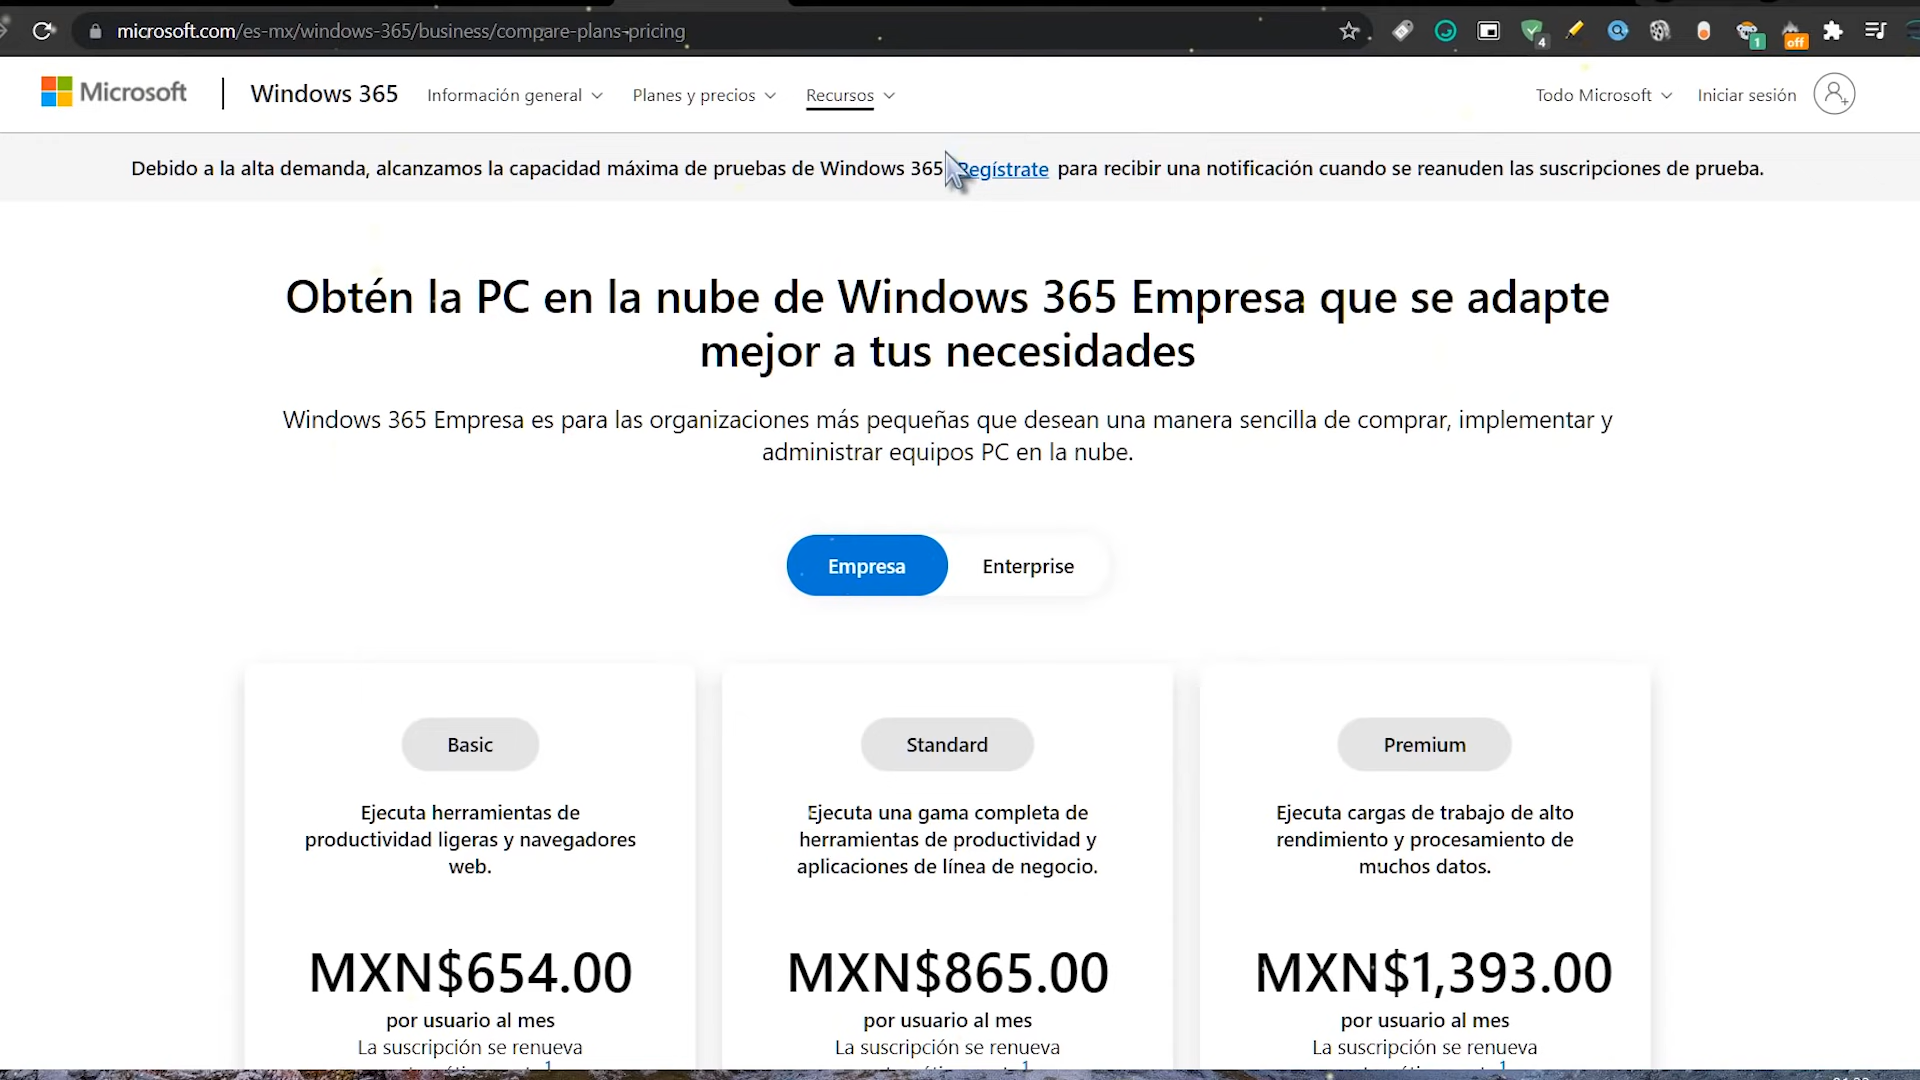 microsoft.com/es-mx/windows-365/business/compare-plans-pricing
4
1
off
Microsoft
Windows 365
Información general
Planes y precios
Recursos
Todo Microsoft
Iniciar sesión
Debido a la alta demanda, alcanzamos la capacidad máxima de pruebas de Windows 365 Regístrate para recibir una notificación cuando se reanuden las suscripciones de prueba.
Obtén la PC en la nube de Windows 365 Empresa que se adapte
mejor a tus necesidades
Windows 365 Empresa es para las organizaciones más pequeñas que desean una manera sencilla de comprar, implementar y
administrar equipos PC en la nube.
Empresa
Enterprise
Basic
Ejecuta herramientas de
productividad ligeras y navegadores
web.
MXN$654.00
por usuario al mes
La suscripción se renueva
Standard
Ejecuta una gama completa de
herramientas de productividad y
aplicaciones de línea de negocio.
MXN$865.00
por usuario al mes
La suscripción se renueva
Premium
Ejecuta cargas de trabajo de alto
rendimiento y procesamiento de
muchos datos.
MXN$1,393.00
por usuario al mes
La suscripción se renueva